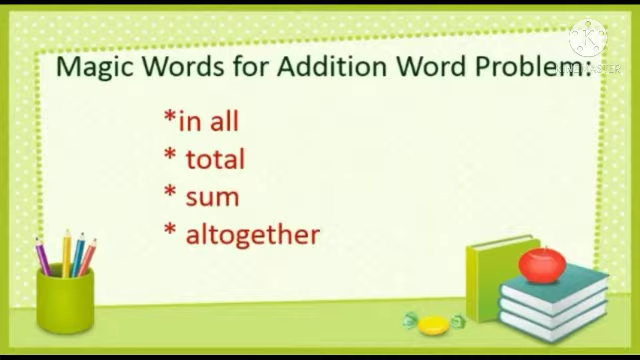 Magic Words for Addition Word Problem:
*in all
* total
* sum
* altogether